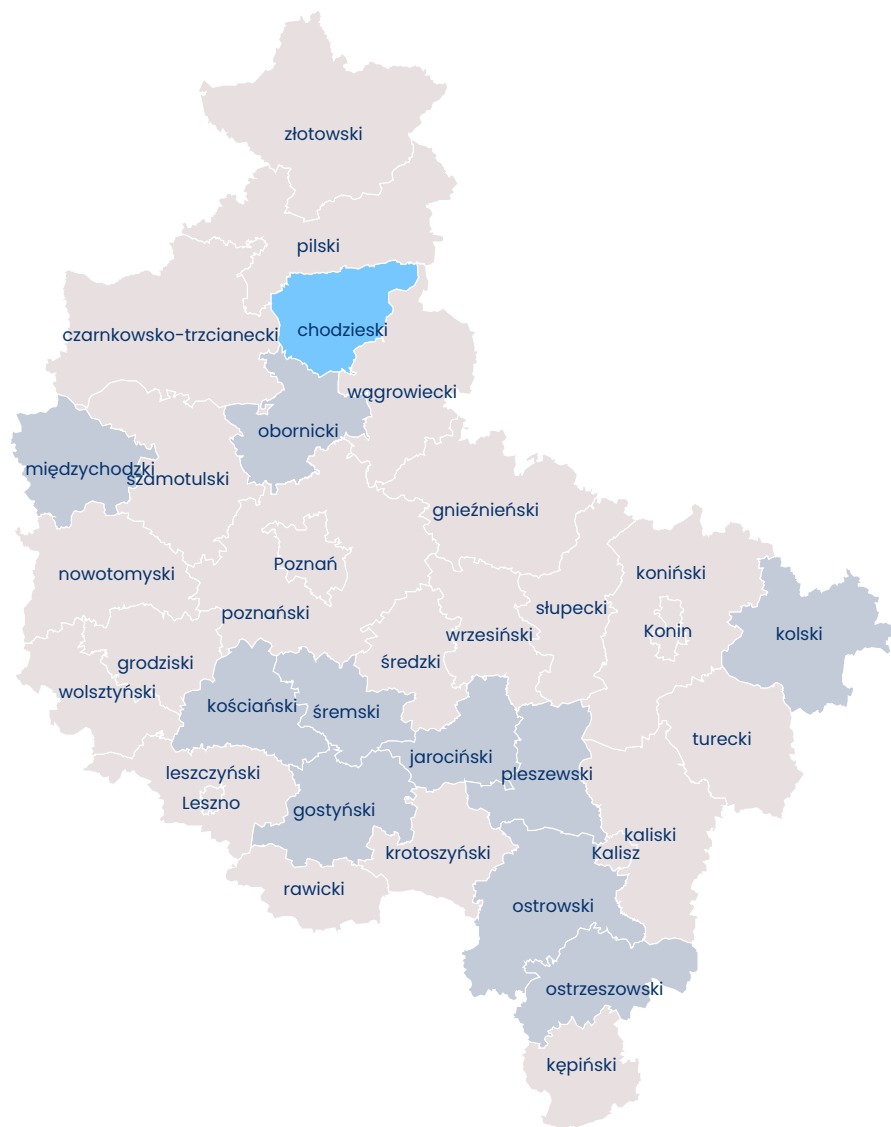 złotowski
pilski
chodzieski
czarnkowsko-trzcianecki
wągrowiecki
obornicki
międzychodzki
szamotulski
gnieźnieński
Poznań
nowotomyski
koniński
słupecki
poznański
Konin
wrzesiński
kolski
grodziski
średzki
wolsztyński
kościański
śremski
turecki
jarociński
leszczyński
pleszewski
Leszno
gostyński
kaliski
krotoszyński
Kalisz
rawicki
ostrowski
ostrzeszowski
kępiński